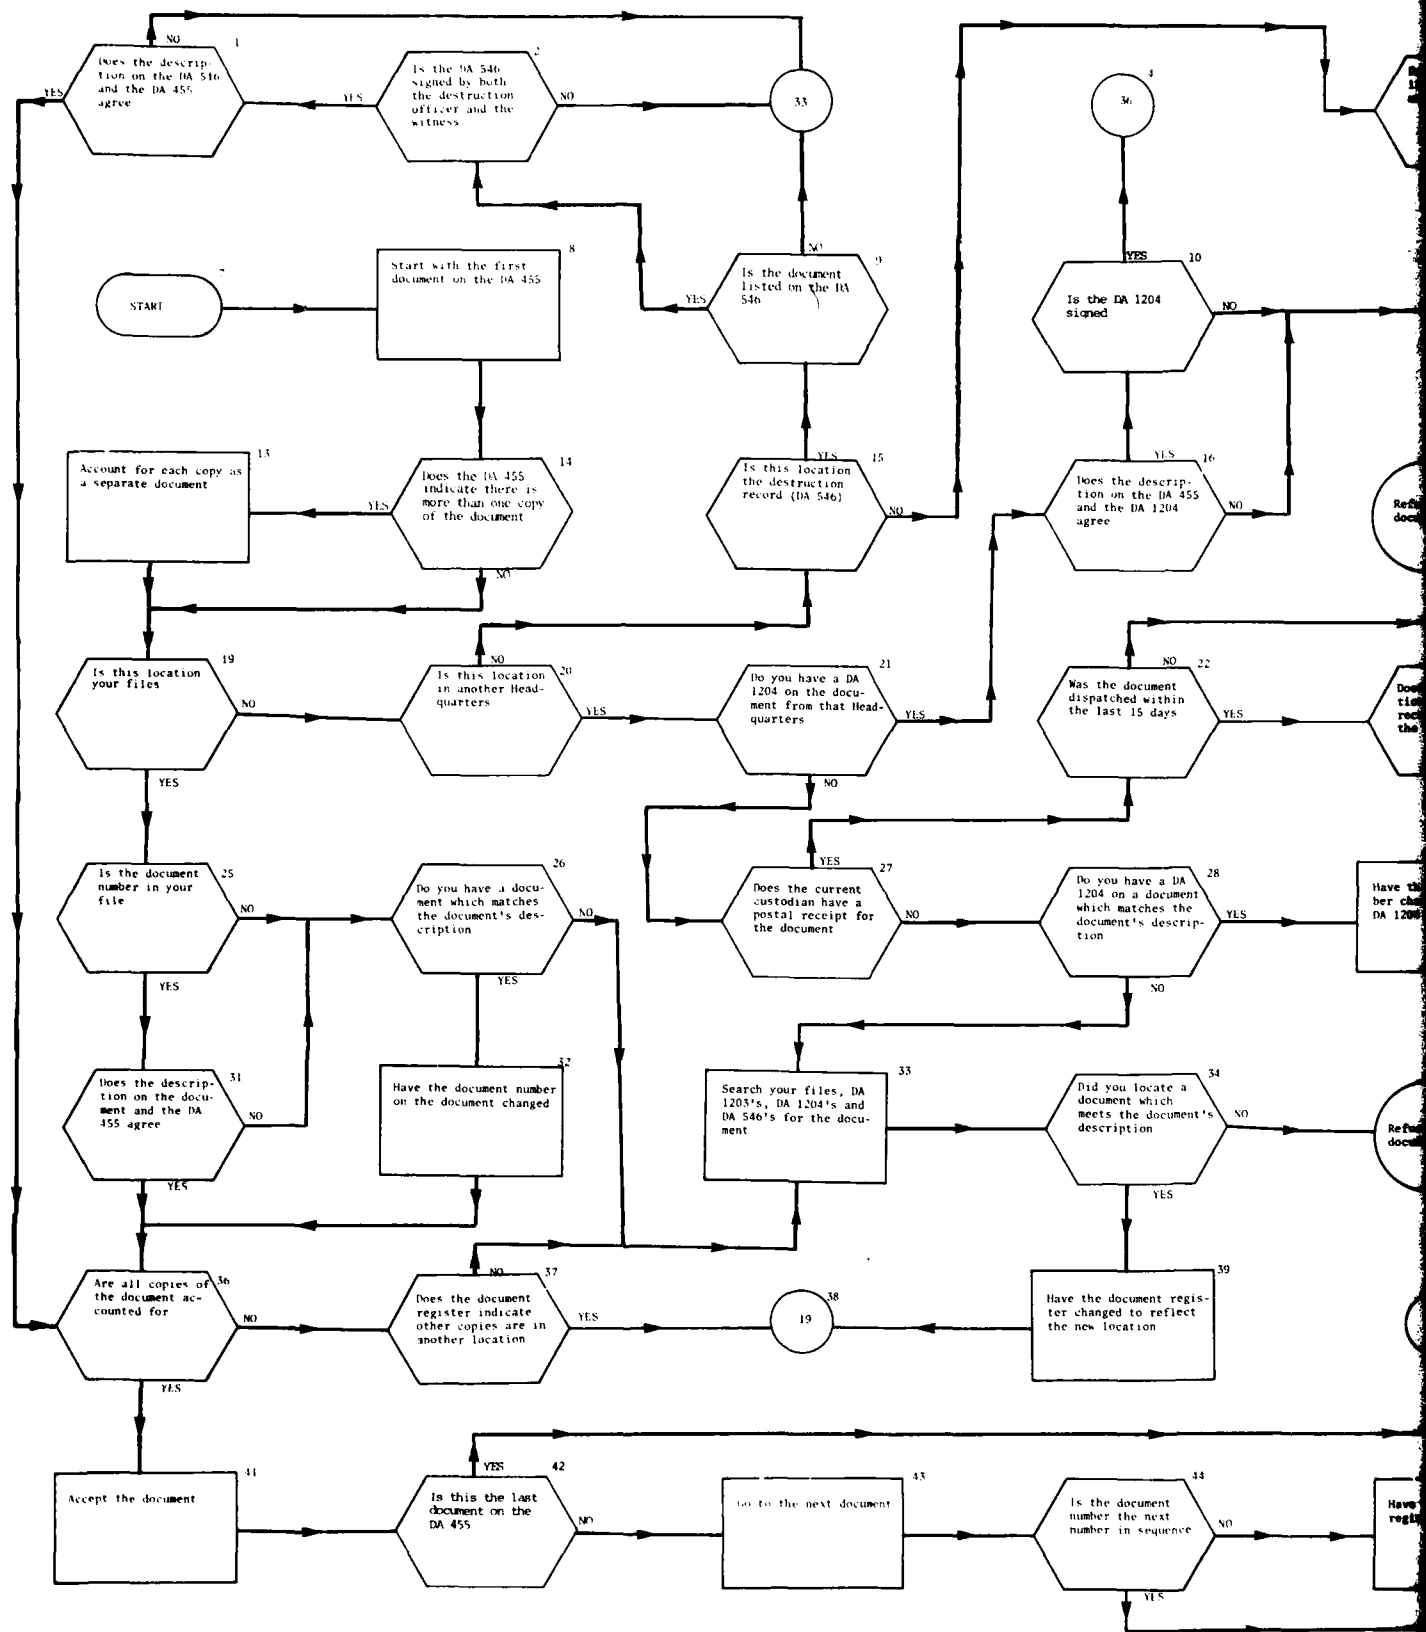 NO
1
Does the descrip-
tion on the DA 546
and the DA 455
agree
YES
2
Is the DA 546
signed by both
the destruction
officer and the
witness
YES
NO
33
4
36
7
START
8
Start with the first
document on the DA 455
NO
9
Is the document
listed on the DA
546
YES
YES
10
Is the DA 1204
signed
NO
13
Account for each copy as
a separate document
14
Does the DA 455
indicate there is
more than one copy
of the document
YES
NO
YES
15
Is this location
the destruction
record (DA 546)
NO
YES
16
Does the descrip-
tion on the DA 455
and the DA 1204
agree
NO
19
Is this location
your files
NO
YES
NO
20
Is this location
in another Head-
quarters
YES
21
Do you have a DA
1204 on the docu-
ment from that Head-
quarters
YES
NO
NO
22
Was the document
dispatched within
the last 15 days
YES
the
25
Is the document
number in your
file
NO
YES
26
Do you have a docu-
ment which matches
the document's des-
cription
NO
YES
YES
27
Does the current
custodian have a
postal receipt for
the document
NO
28
Do you have a DA
1204 on a document
which matches the
document's descrip-
tion
YES
NO
Have
ber
31
Does the descrip-
tion on the docu-
ment and the DA
455 agree
NO
YES
32
Have the document number
on the document changed
33
Search your files, DA
1203's, DA 1204's and
DA 546's for the docu-
ment
34
Did you locate a
document which
meets the document's
description
NO
YES
36
Are all copies of
the document ac-
counted for
NO
YES
NO
37
Does the document
register indicate
other copies are in
another location
YES
38
19
39
Have the document regis-
ter changed to reflect
the new location
41
Accept the document
YES
42
Is this the last
document on the
DA 455
NO
43
Go to the next document
44
Is the document
number the next
number in sequence
NO
YES
Have